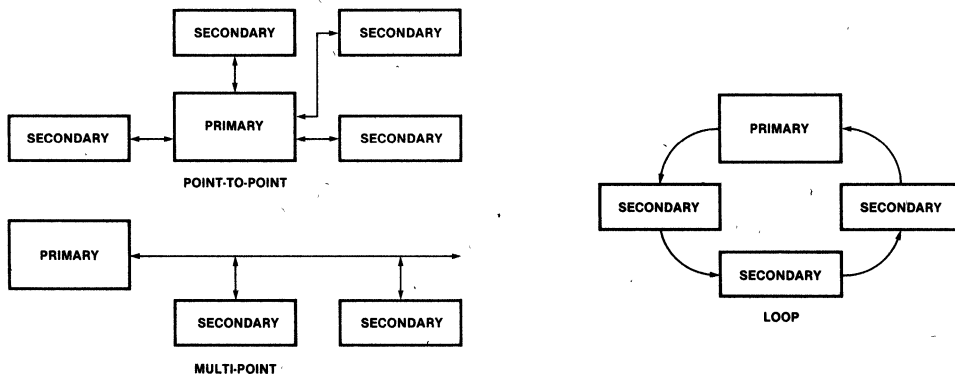 SECONDARY
SECONDARY
SECONDARY
PRIMARY
SECONDARY
POINT-TO-POINT
PRIMARY
SECONDARY
SECONDARY
MULTI-POINT
PRIMARY
SECONDARY
SECONDARY
SECONDARY
LOOP